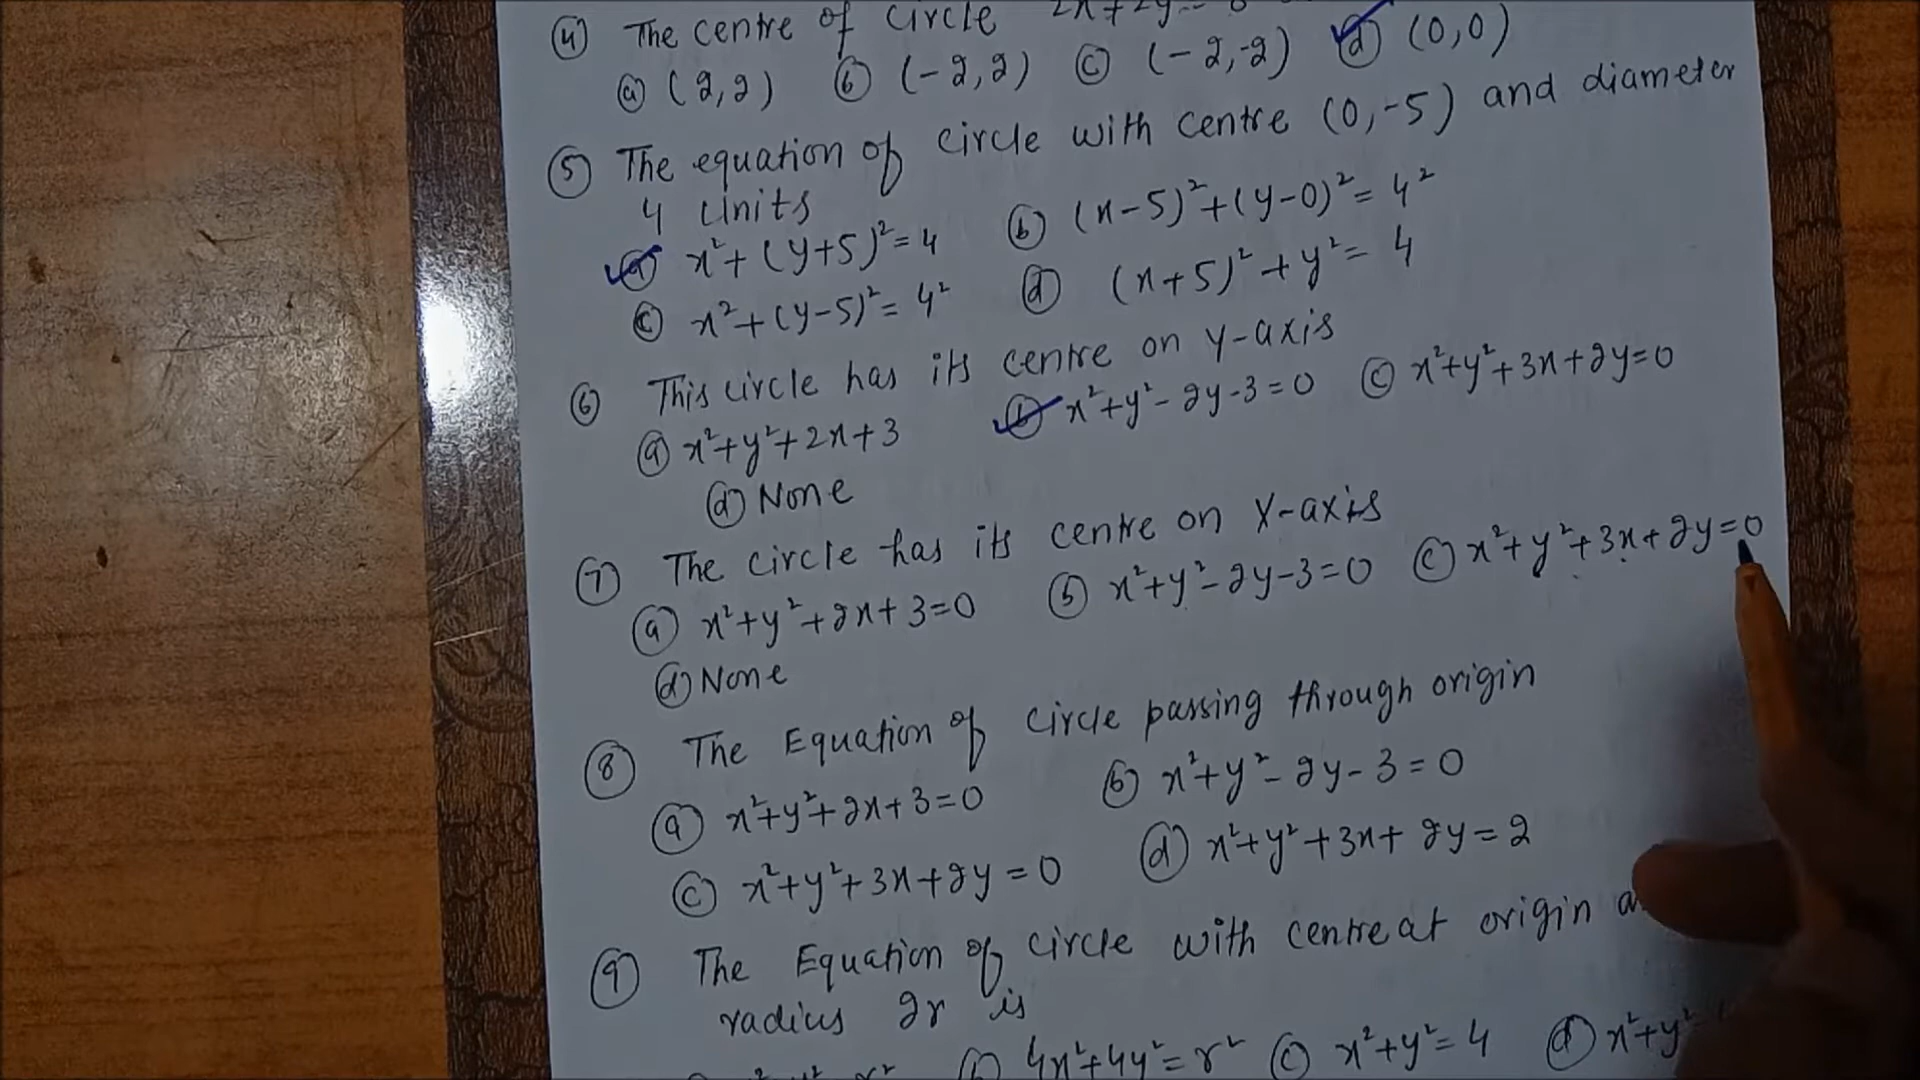 ④ The centre of circle
ⓐ (2,2) ⓑ (-2,2) ⓒ (-2,-2) ⓓ (0,0)
⑤ The equation of circle with centre (0,-5) and diameter
4 Units
ⓐ x²+(y+5)²=4 ⓑ (x-5)²+(y-0)²=4²
ⓒ x²+(y-5)²=4² ⓓ (x+5)²+y²=4
⑥ This circle has its centre on Y-axis
ⓐ x²+y²+2x+3 ⓑ x²+y²-2y-3=0 ⓒ x²+y²+3x+2y=0
ⓓ None
⑦ The circle has its centre on X-axis
ⓐ x²+y²+2x+3=0 ⓑ x²+y²-2y-3=0 ⓒ x²+y²+3x+2y=0
ⓓ None
⑧ The Equation of circle passing through origin
ⓐ x²+y²+2x+3=0 ⓑ x²+y²-2y-3=0
ⓒ x²+y²+3x+2y=0 ⓓ x²+y²+3x+2y=2
⑨ The Equation of circle with centre at origin
radius 2r is
4x²+4y²=r² ⓒ x²+y²=4 ⓓ x²+y²